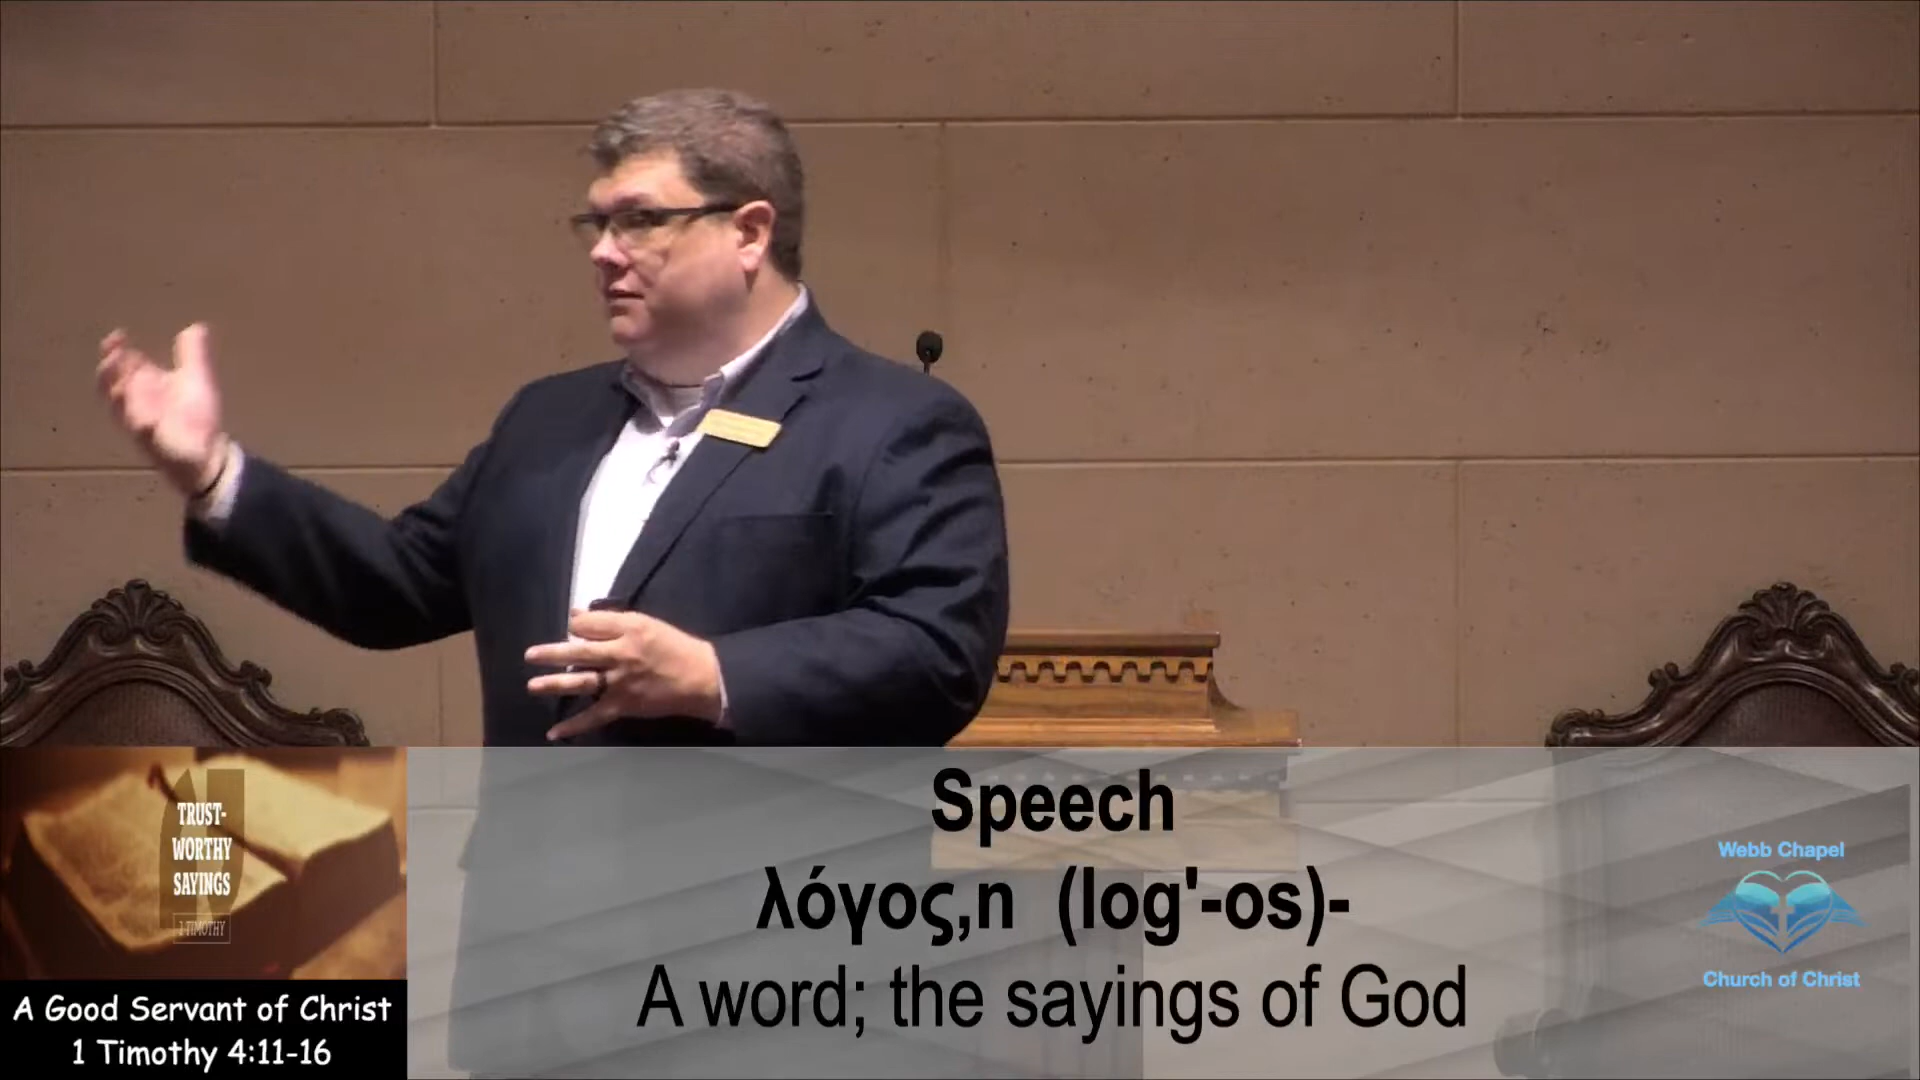 TRUST-
WORTHY
SAYINGS
1 TIMOTHY
A Good Servant of Christ
1 Timothy 4:11-16
Speech
λόγος,n (log'-os)-
A word; the sayings of God
Webb Chapel
Church of Christ